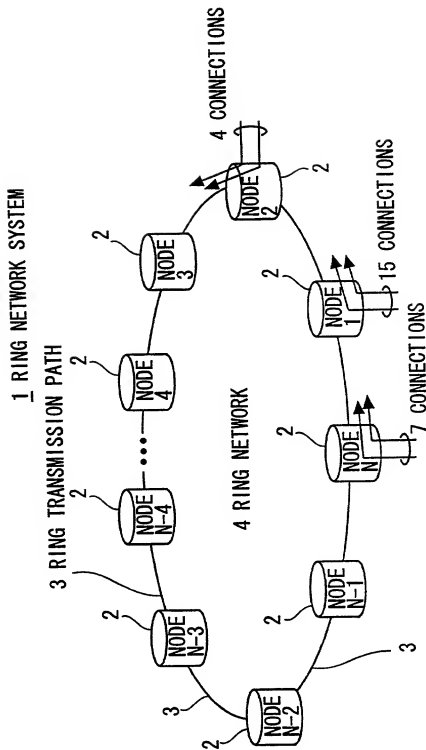 1 RING NETWORK SYSTEM
3 RING TRANSMISSION PATH
4 CONNECTIONS
2
NODE
2
2
NODE
3
2
NODE
4
2
NODE
N-4
2
NODE
N-3
3
2
NODE
N-2
3
2
NODE
N-1
2
NODE
N
7 CONNECTIONS
2
NODE
1
15 CONNECTIONS
4 RING NETWORK